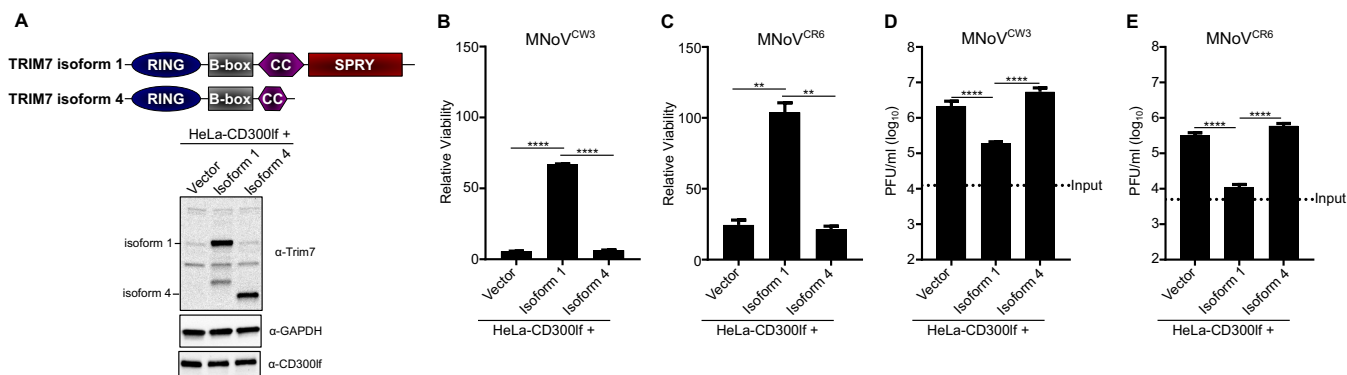 A
TRIM7 isoform 1
RING
B-box
CC
SPRY
TRIM7 isoform 4
RING
B-box
CC
HeLa-CD300lf +
Vector
Isoform 1
Isoform 4
isoform 1
α-Trim7
isoform 4
α-GAPDH
α-CD300lf
B
MNoV^CW3
Relative Viability
150
100
50
0
****
****
Vector
Isoform 1
Isoform 4
HeLa-CD300lf +
C
MNoV^CR6
Relative Viability
150
100
50
0
**
**
Vector
Isoform 1
Isoform 4
HeLa-CD300lf +
D
MNoV^CW3
PFU/ml (log₁₀)
8
7
6
5
4
3
2
****
****
Input
Vector
Isoform 1
Isoform 4
HeLa-CD300lf +
E
MNoV^CR6
PFU/ml (log₁₀)
8
7
6
5
4
3
2
****
****
Input
Vector
Isoform 1
Isoform 4
HeLa-CD300lf +